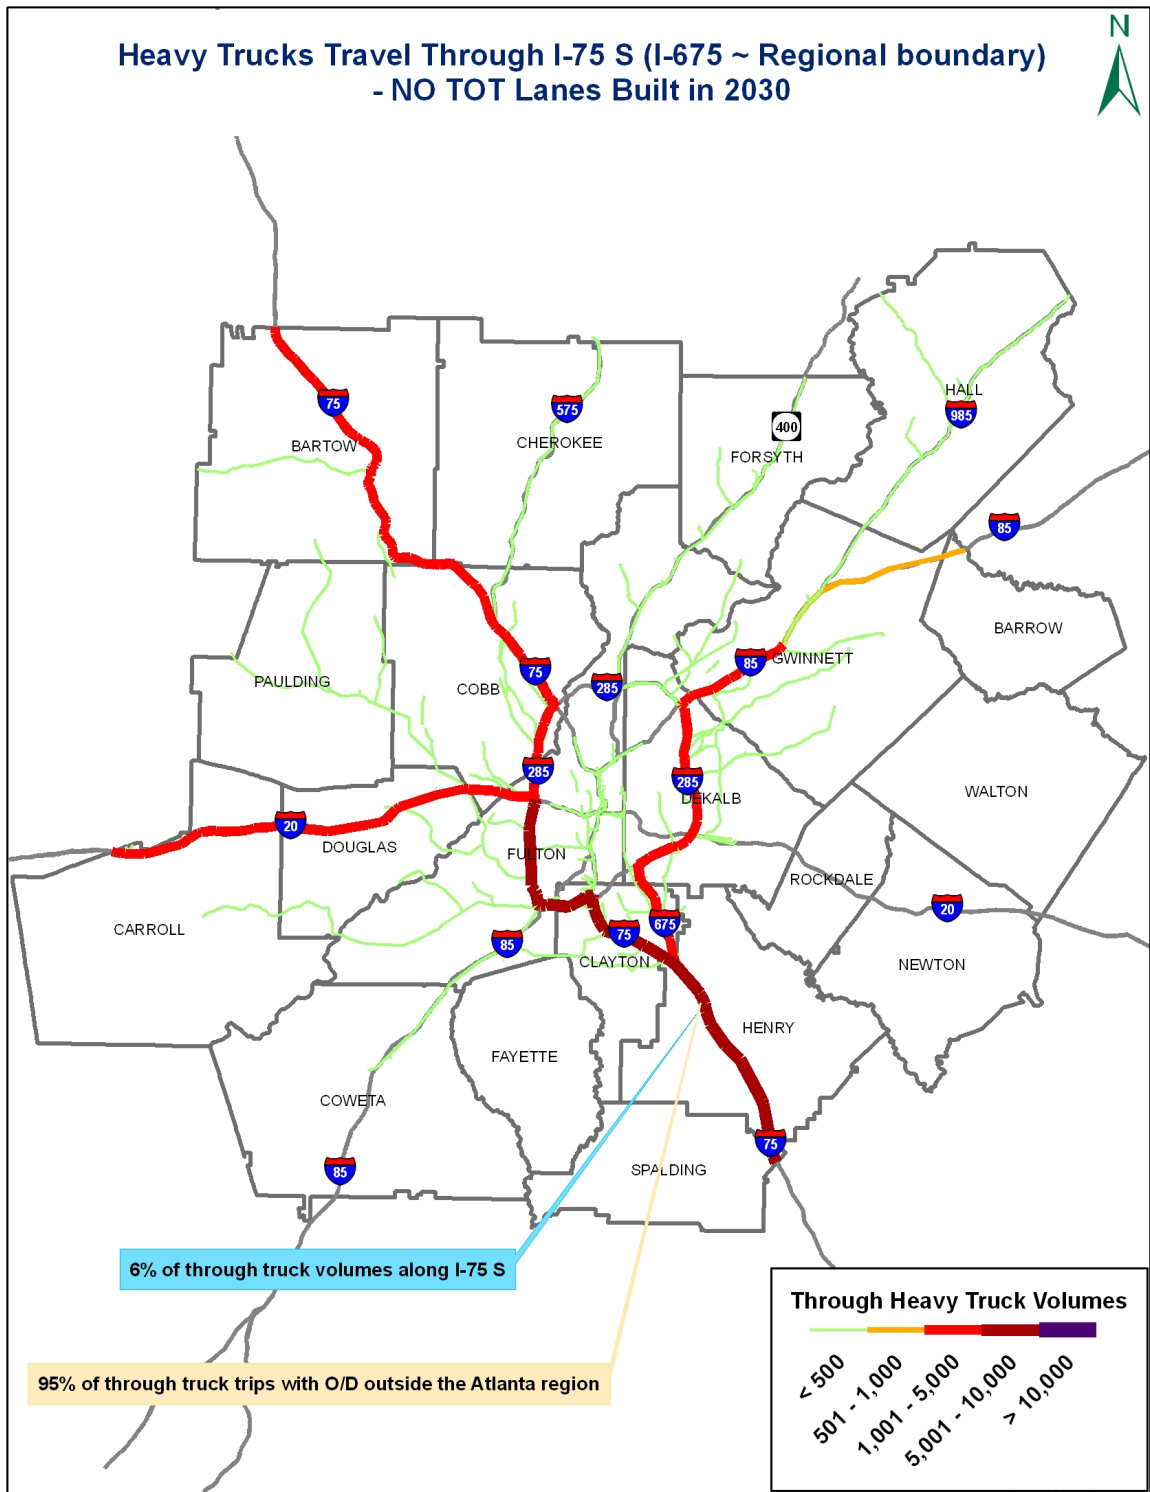 Heavy Trucks Travel Through I-75 S (I-675 ~ Regional boundary)
- NO TOT Lanes Built in 2030
N
75
BARTOW
575
CHEROKEE
400
FORSYTH
HALL
985
85
BARROW
GWINNETT
85
PAULDING
COBB
75
285
285
285
DEKALB
WALTON
20
DOUGLAS
FULTON
ROCKDALE
20
CARROLL
85
75
675
CLAYTON
NEWTON
HENRY
FAYETTE
COWETA
85
SPALDING
75
6% of through truck volumes along I-75 S
95% of through truck trips with O/D outside the Atlanta region
Through Heavy Truck Volumes
< 500
501 - 1,000
1,001 - 5,000
5,001 - 10,000
> 10,000